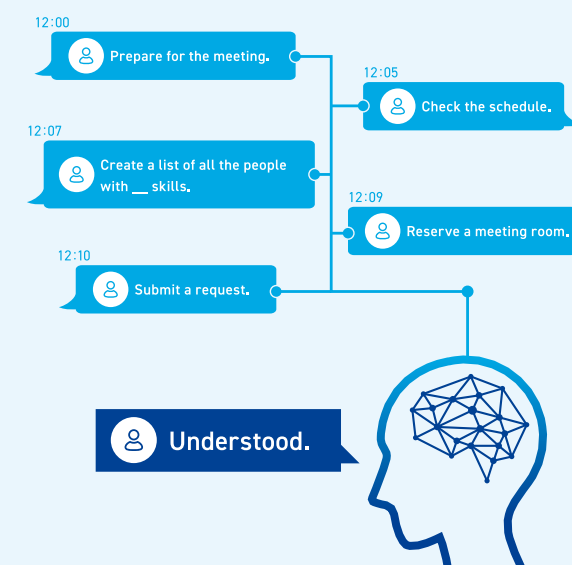 12:00
Prepare for the meeting.
12:05
Check the schedule.
12:07
Create a list of all the people
with __ skills.
12:09
Reserve a meeting room.
12:10
Submit a request.
Understood.